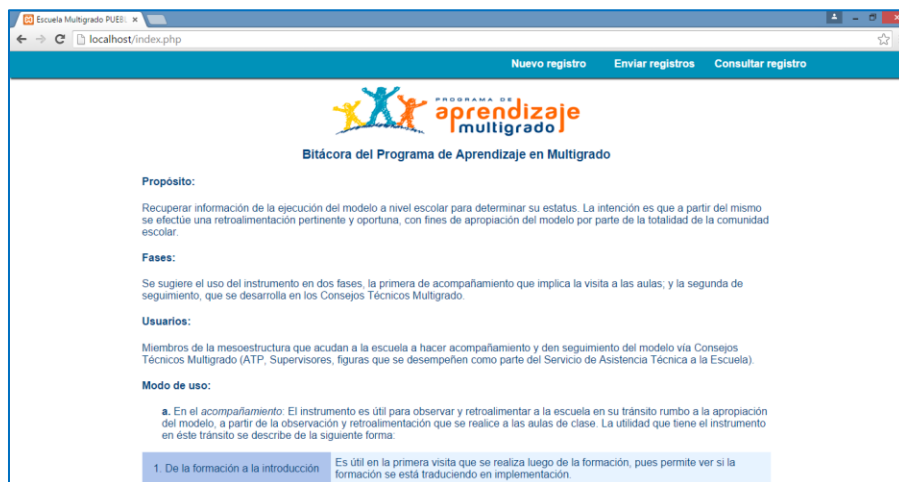 Escuela Multigrado PUEBL
localhost/index.php
Nuevo registro Enviar registros Consultar registro
PROGRAMA DE
aprendizaje
multigrado
Bitácora del Programa de Aprendizaje en Multigrado
Propósito:
Recuperar información de la ejecución del modelo a nivel escolar para determinar su estatus. La intención es que a partir del mismo
se efectúe una retroalimentación pertinente y oportuna, con fines de apropiación del modelo por parte de la totalidad de la comunidad
escolar.
Fases:
Se sugiere el uso del instrumento en dos fases, la primera de acompañamiento que implica la visita a las aulas; y la segunda de
seguimiento, que se desarrolla en los Consejos Técnicos Multigrado.
Usuarios:
Miembros de la mesoestructura que acudan a la escuela a hacer acompañamiento y den seguimiento del modelo vía Consejos
Técnicos Multigrado (ATP, Supervisores, figuras que se desempeñen como parte del Servicio de Asistencia Técnica a la Escuela).
Modo de uso:
a. En el acompañamiento: El instrumento es útil para observar y retroalimentar a la escuela en su tránsito rumbo a la apropiación
del modelo, a partir de la observación y retroalimentación que se realice a las aulas de clase. La utilidad que tiene el instrumento
en éste tránsito se describe de la siguiente forma:
1. De la formación a la introducción
Es útil en la primera visita que se realiza luego de la formación, pues permite ver si la
formación se está traduciendo en implementación.